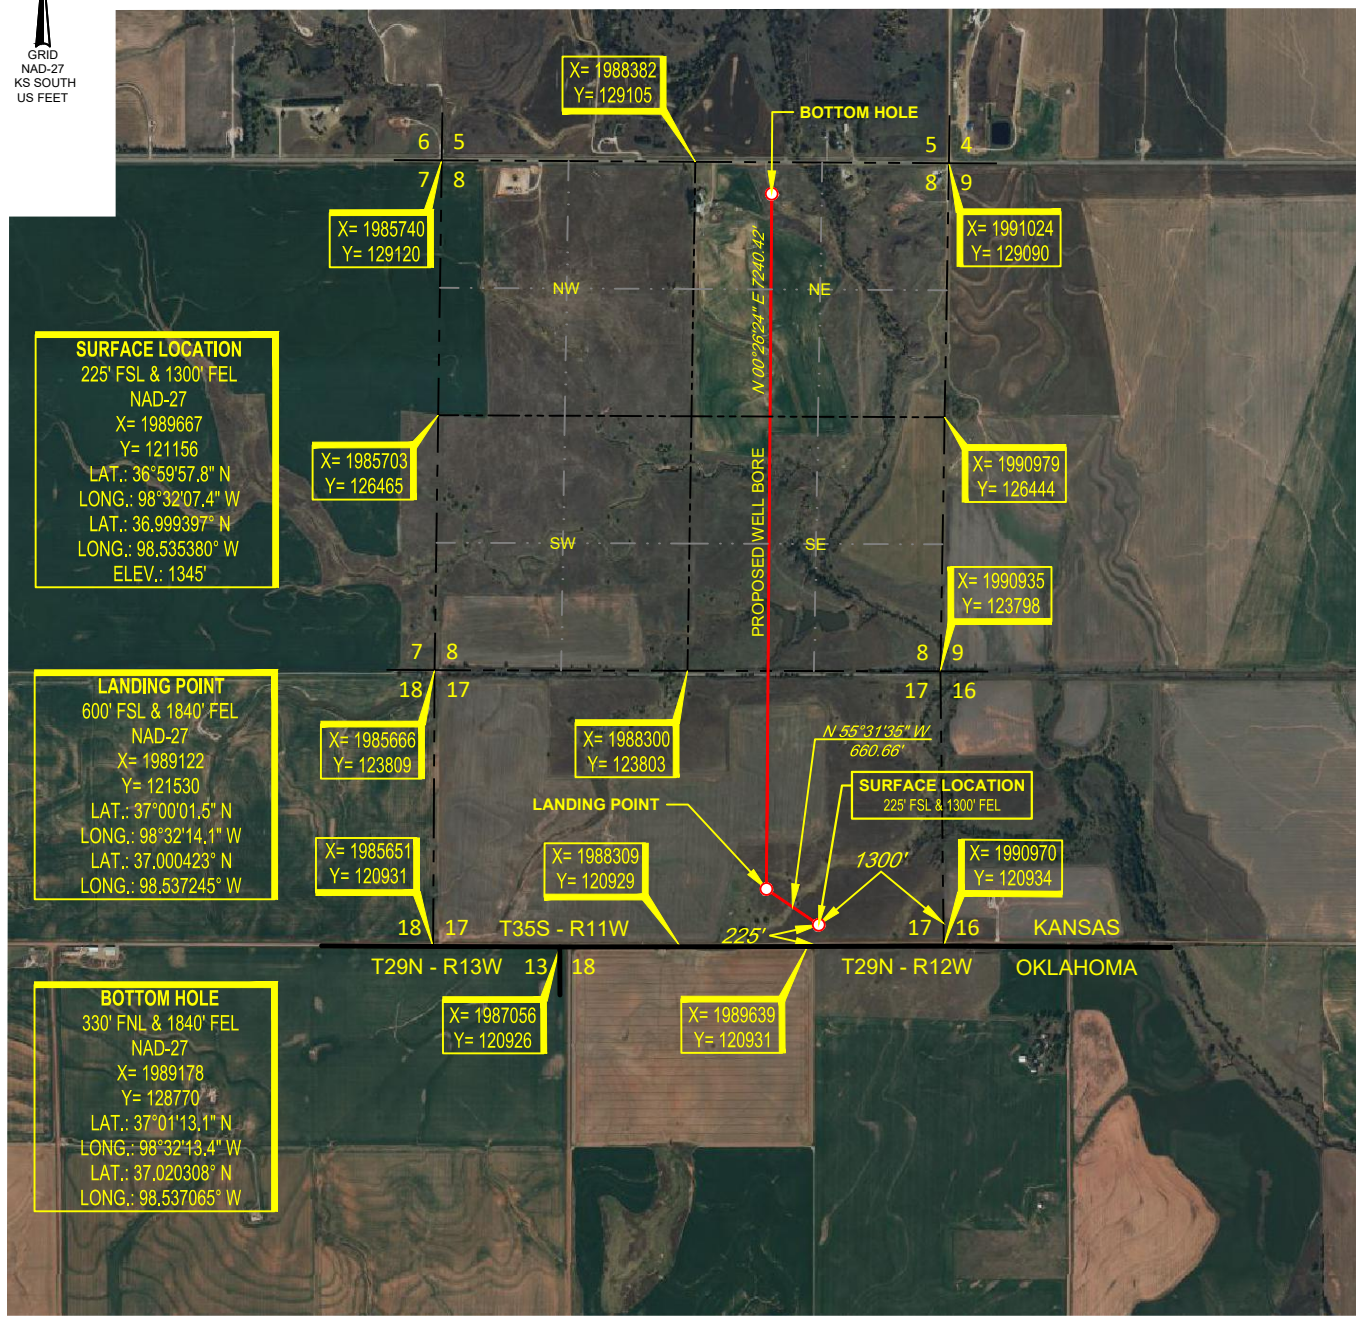 GRID
NAD-27
KS SOUTH
US FEET
X= 1988382
Y= 129105
BOTTOM HOLE
6 5
5 4
7 8
8 9
X= 1985740
Y= 129120
X= 1991024
Y= 129090
N 00°26'24" E 7240.42'
NW
NE
SURFACE LOCATION
225' FSL & 1300' FEL
NAD-27
X= 1989667
Y= 121156
LAT.: 36°59'57.8" N
LONG.: 98°32'07.4" W
LAT.: 36.999397° N
LONG.: 98.535380° W
ELEV.: 1345'
X= 1985703
Y= 126465
X= 1990979
Y= 126444
PROPOSED WELL BORE
SW
SE
X= 1990935
Y= 123798
7 8
8 9
18 17
17 16
LANDING POINT
600' FSL & 1840' FEL
NAD-27
X= 1989122
Y= 121530
LAT.: 37°00'01.5" N
LONG.: 98°32'14.1" W
LAT.: 37.000423° N
LONG.: 98.537245° W
X= 1985666
Y= 123809
X= 1988300
Y= 123803
N 55°31'35" W
660.66'
SURFACE LOCATION
225' FSL & 1300' FEL
LANDING POINT
X= 1985651
Y= 120931
X= 1988309
Y= 120929
1300'
X= 1990970
Y= 120934
18 17
T35S - R11W
225'
17 16
KANSAS
T29N - R13W
13 18
T29N - R12W
OKLAHOMA
BOTTOM HOLE
330' FNL & 1840' FEL
NAD-27
X= 1989178
Y= 128770
LAT.: 37°01'13.1" N
LONG.: 98°32'13.4" W
LAT.: 37.020308° N
LONG.: 98.537065° W
X= 1987056
Y= 120926
X= 1989639
Y= 120931